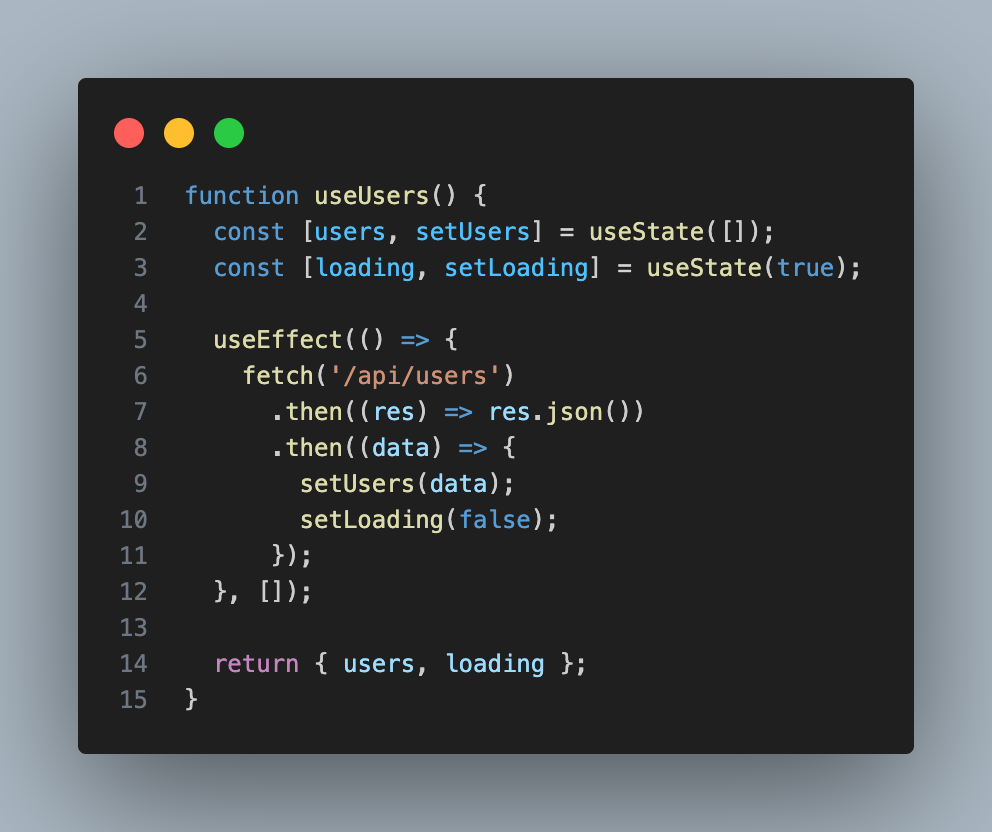 1 function useUsers() {
2   const [users, setUsers] = useState([]);
3   const [loading, setLoading] = useState(true);
4
5   useEffect(() => {
6     fetch('/api/users')
7       .then((res) => res.json())
8       .then((data) => {
9         setUsers(data);
10         setLoading(false);
11       });
12   }, []);
13
14   return { users, loading };
15 }